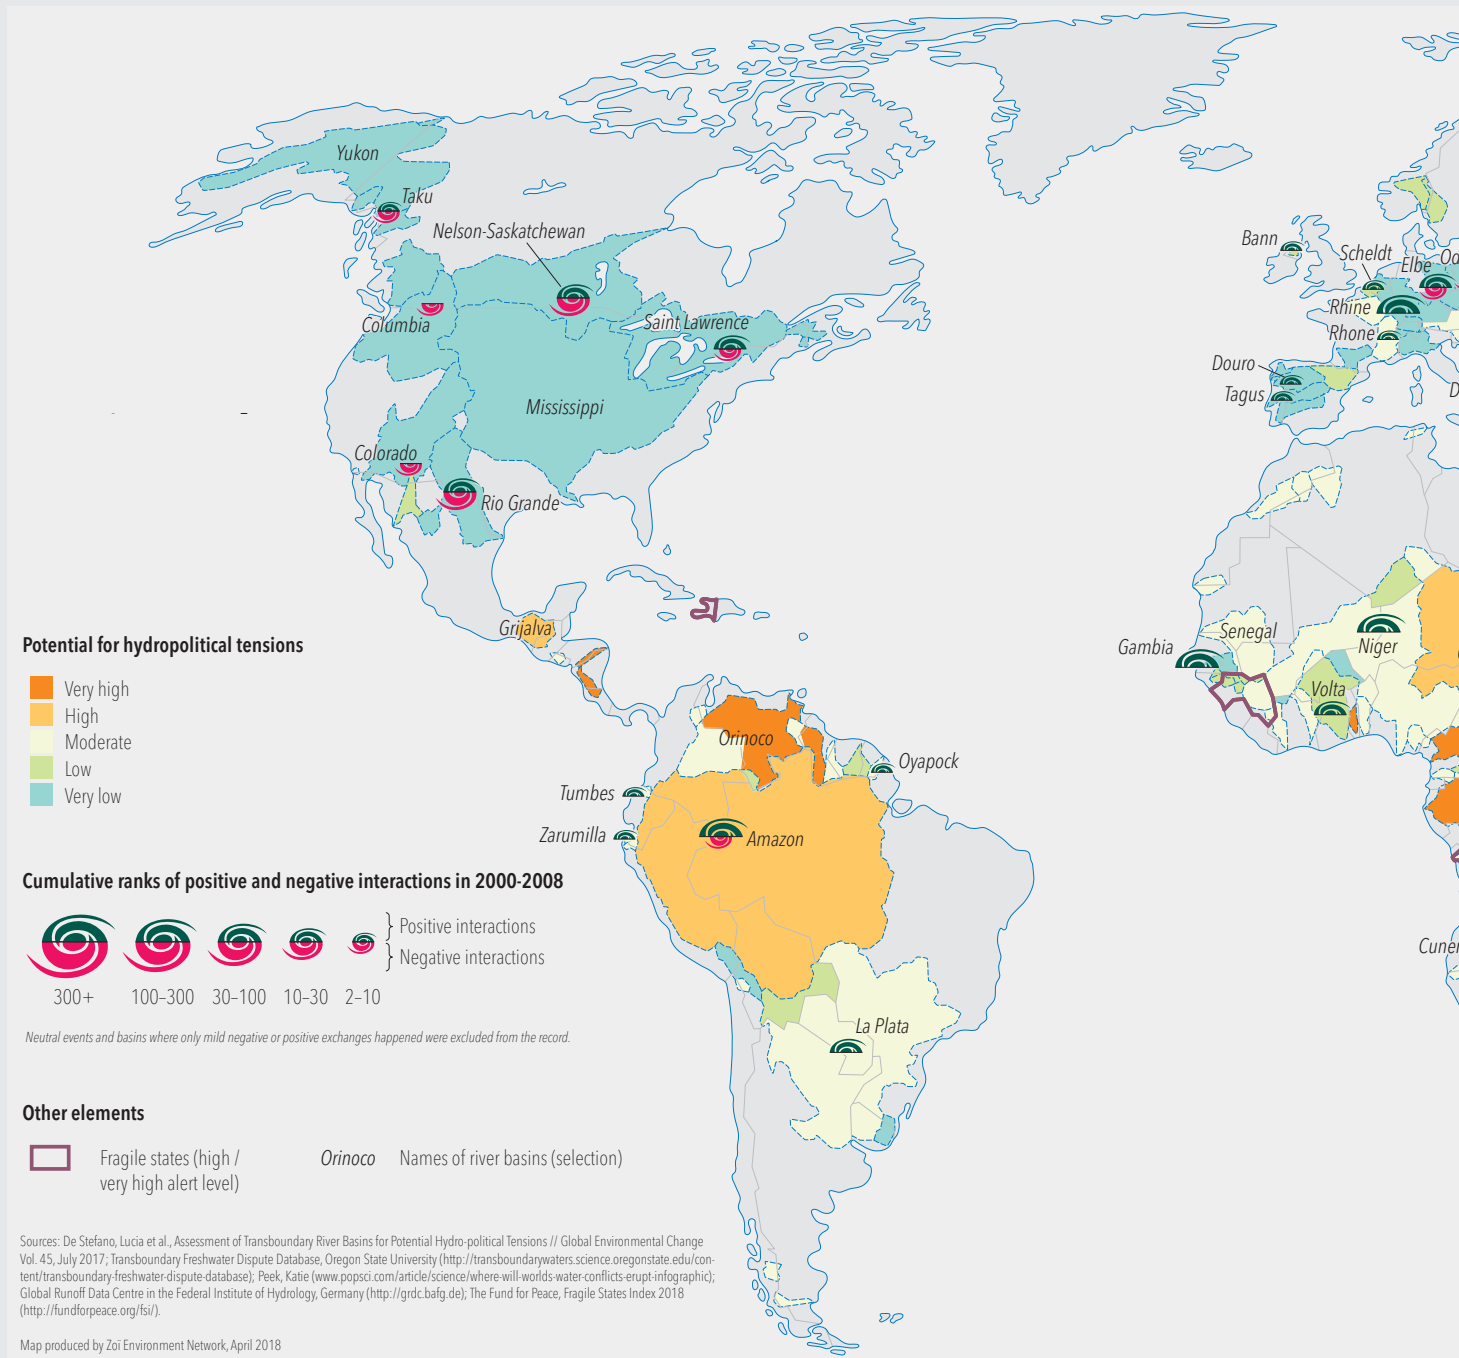 Yukon
Taku
Nelson-Saskatchewan
Bann
Scheldt
Elbe
Rhine
Saint Lawrence
Columbia
Rhone
Douro
Tagus
Mississippi
Colorado
Rio Grande
Grijalva
Gambia
Senegal
Niger
Volta
Potential for hydropolitical tensions
Very high
High
Moderate
Low
Very low
Orinoco
Oyapock
Tumbes
Zarumilla
Amazon
La Plata
Cumulative ranks of positive and negative interactions in 2000-2008
Positive interactions
Negative interactions
300+ 100–300 30–100 10–30 2–10
Neutral events and basins where only mild negative or positive exchanges happened were excluded from the record.
Other elements
Fragile states (high /
very high alert level)
Orinoco Names of river basins (selection)
Sources: De Stefano, Lucia et al., Assessment of Transboundary River Basins for Potential Hydro-political Tensions // Global Environmental Change
Vol. 45, July 2017; Transboundary Freshwater Dispute Database, Oregon State University (http://transboundarywaters.science.oregonstate.edu/con-
tent/transboundary-freshwater-dispute-database); Peek, Katie (www.popsci.com/article/science/where-will-worlds-water-conflicts-erupt-infographic);
Global Runoff Data Centre in the Federal Institute of Hydrology, Germany (http://grdc.bafg.de); The Fund for Peace, Fragile States Index 2018
(http://fundforpeace.org/fsi/).
Map produced by Zoï Environment Network, April 2018